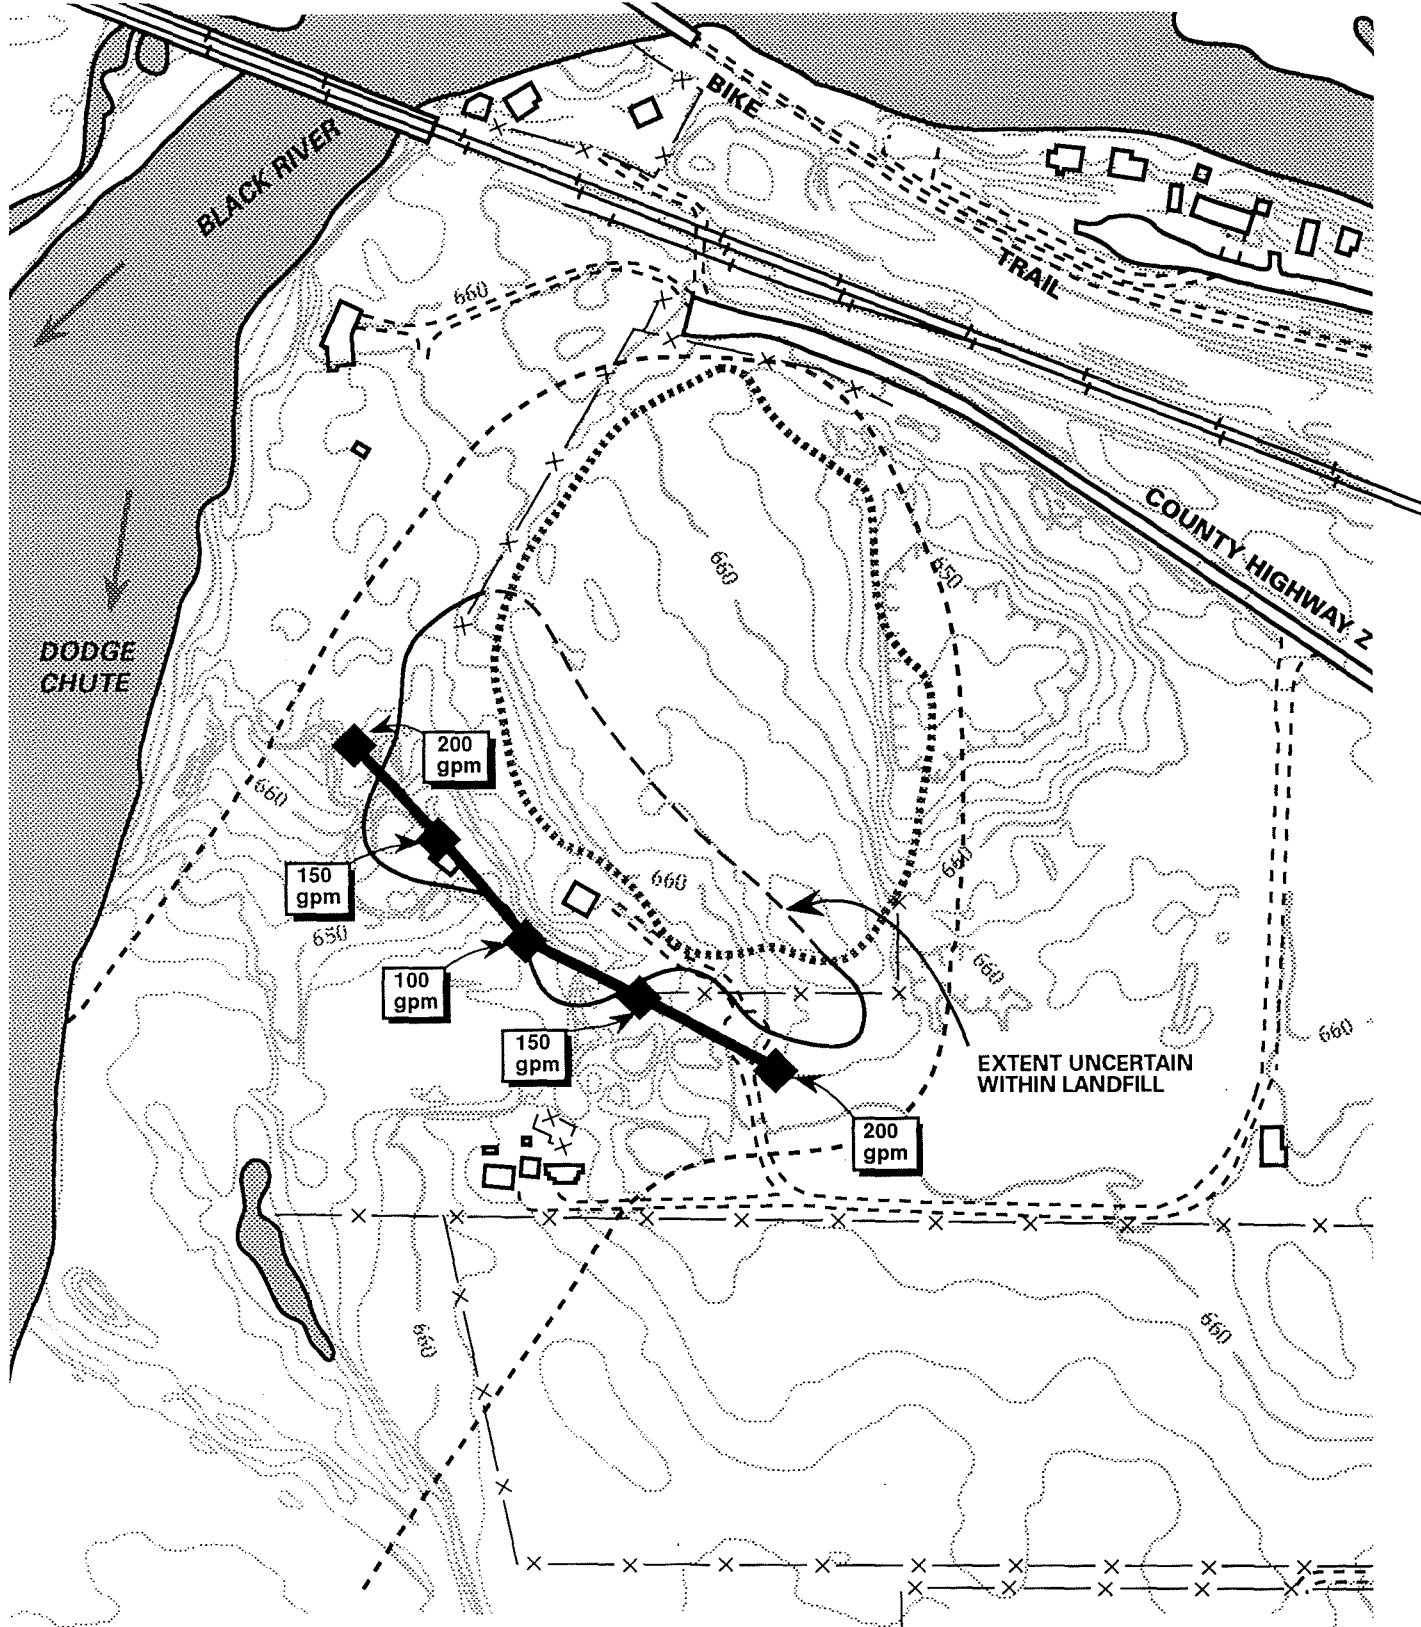 BIKE
BLACK RIVER
TRAIL
660
COUNTY HIGHWAY Z
660
650
DODGE
CHUTE
200
gpm
660
150
gpm
660
660
650
100
gpm
660
150
gpm
660
EXTENT UNCERTAIN
WITHIN LANDFILL
200
gpm
660
660